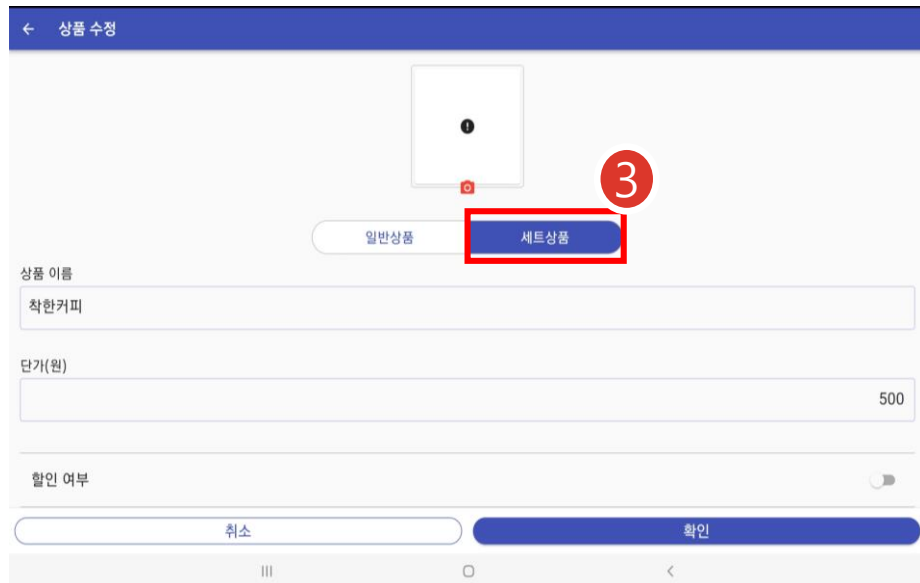 상품 수정
3
일반상품 세트상품
상품 이름
착한커피
단가(원)
500
할인 여부
취소 확인